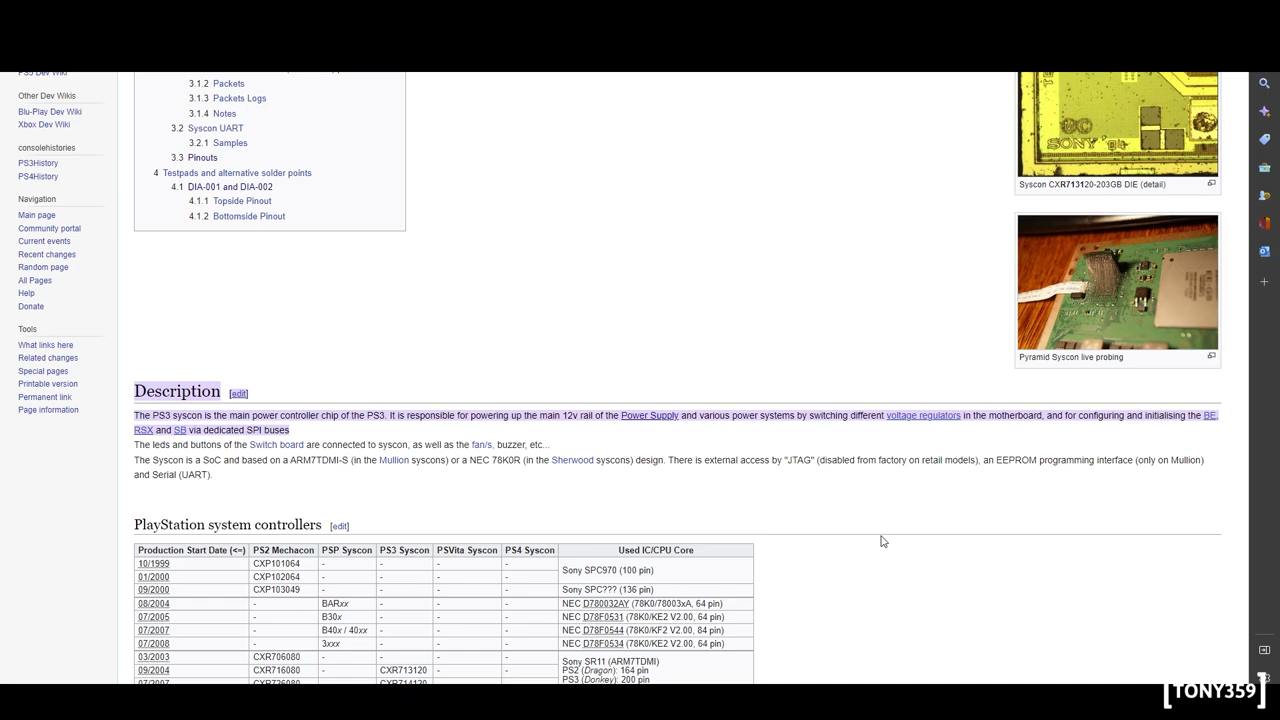 PS5 Dev Wiki
Other Dev Wikis
Blu-Play Dev Wiki
Xbox Dev Wiki
consolehistories
PS3History
PS4History
Navigation
Main page
Community portal
Current events
Recent changes
Random page
All Pages
Help
Donate
Tools
What links here
Related changes
Special pages
Printable version
Permanent link
Page information
3.1.2 Packets
3.1.3 Packets Logs
3.1.4 Notes
3.2 Syscon UART
3.2.1 Samples
3.3 Pinouts
4 Testpads and alternative solder points
4.1 DIA-001 and DIA-002
4.1.1 Topside Pinout
4.1.2 Bottomside Pinout
SONY
Syscon CXR713120-203GB DIE (detail)
Pyramid Syscon live probing
Description [edit]
The PS3 syscon is the main power controller chip of the PS3. It is responsible for powering up the main 12v rail of the Power Supply and various power systems by switching different voltage regulators in the motherboard, and for configuring and initialising the BE,
RSX and SB via dedicated SPI buses
The leds and buttons of the Switch board are connected to syscon, as well as the fan/s, buzzer, etc...
The Syscon is a SoC and based on a ARM7TDMI-S (in the Mullion syscons) or a NEC 78K0R (in the Sherwood syscons) design. There is external access by "JTAG" (disabled from factory on retail models), an EEPROM programming interface (only on Mullion)
and Serial (UART).
PlayStation system controllers [edit]
Production Start Date (<=) PS2 Mechacon PSP Syscon PS3 Syscon PSVita Syscon PS4 Syscon Used IC/CPU Core
10/1999 CXP101064 - - - - Sony SPC970 (100 pin)
01/2000 CXP102064 - - - -
09/2000 CXP103049 - - - - Sony SPC??? (136 pin)
08/2004 - BARxx - - - NEC D780032AY (78K0/78003xA, 64 pin)
07/2005 - B30x - - - NEC D78F0531 (78K0/KE2 V2.00, 64 pin)
07/2007 - B40x / 40xx - - - NEC D78F0544 (78K0/KF2 V2.00, 84 pin)
07/2008 - 3xxx - - - NEC D78F0534 (78K0/KE2 V2.00, 64 pin)
03/2003 CXR706080 - - - - Sony SR11 (ARM7TDMI)
09/2004 CXR716080 - CXR713120 - - PS2 (Dragon): 164 pin
07/2007 CXR726080 - CXR714120 - - PS3 (Donkey): 200 pin
[TONY359]